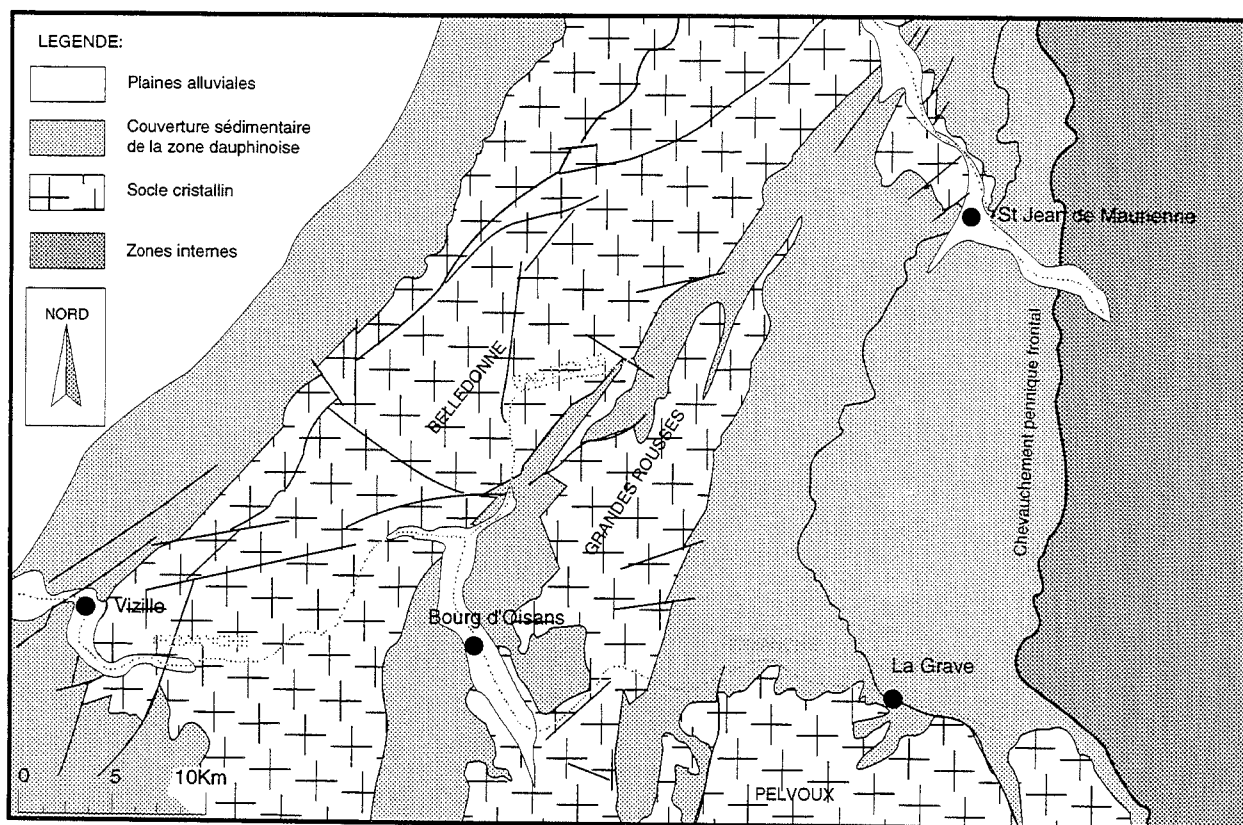 LEGENDE:
Plaines alluviales
Couverture sédimentaire
de la zone dauphinoise
Socle cristallin
Zones internes
NORD
St Jean de Maurienne
BELLEDONNE
GRANDES ROUSSES
Chevauchement pennique frontal
Vizille
Bourg d'Oisans
La Grave
PELVOUX
0 5 10Km